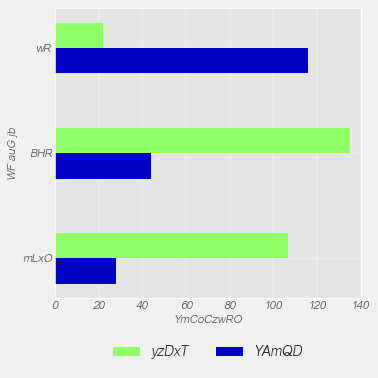 wR
BHR
mLxO
WF auG jb
0 20 40 60 80 100 120 140
YmCoCzwRO
yzDxT YAmQD